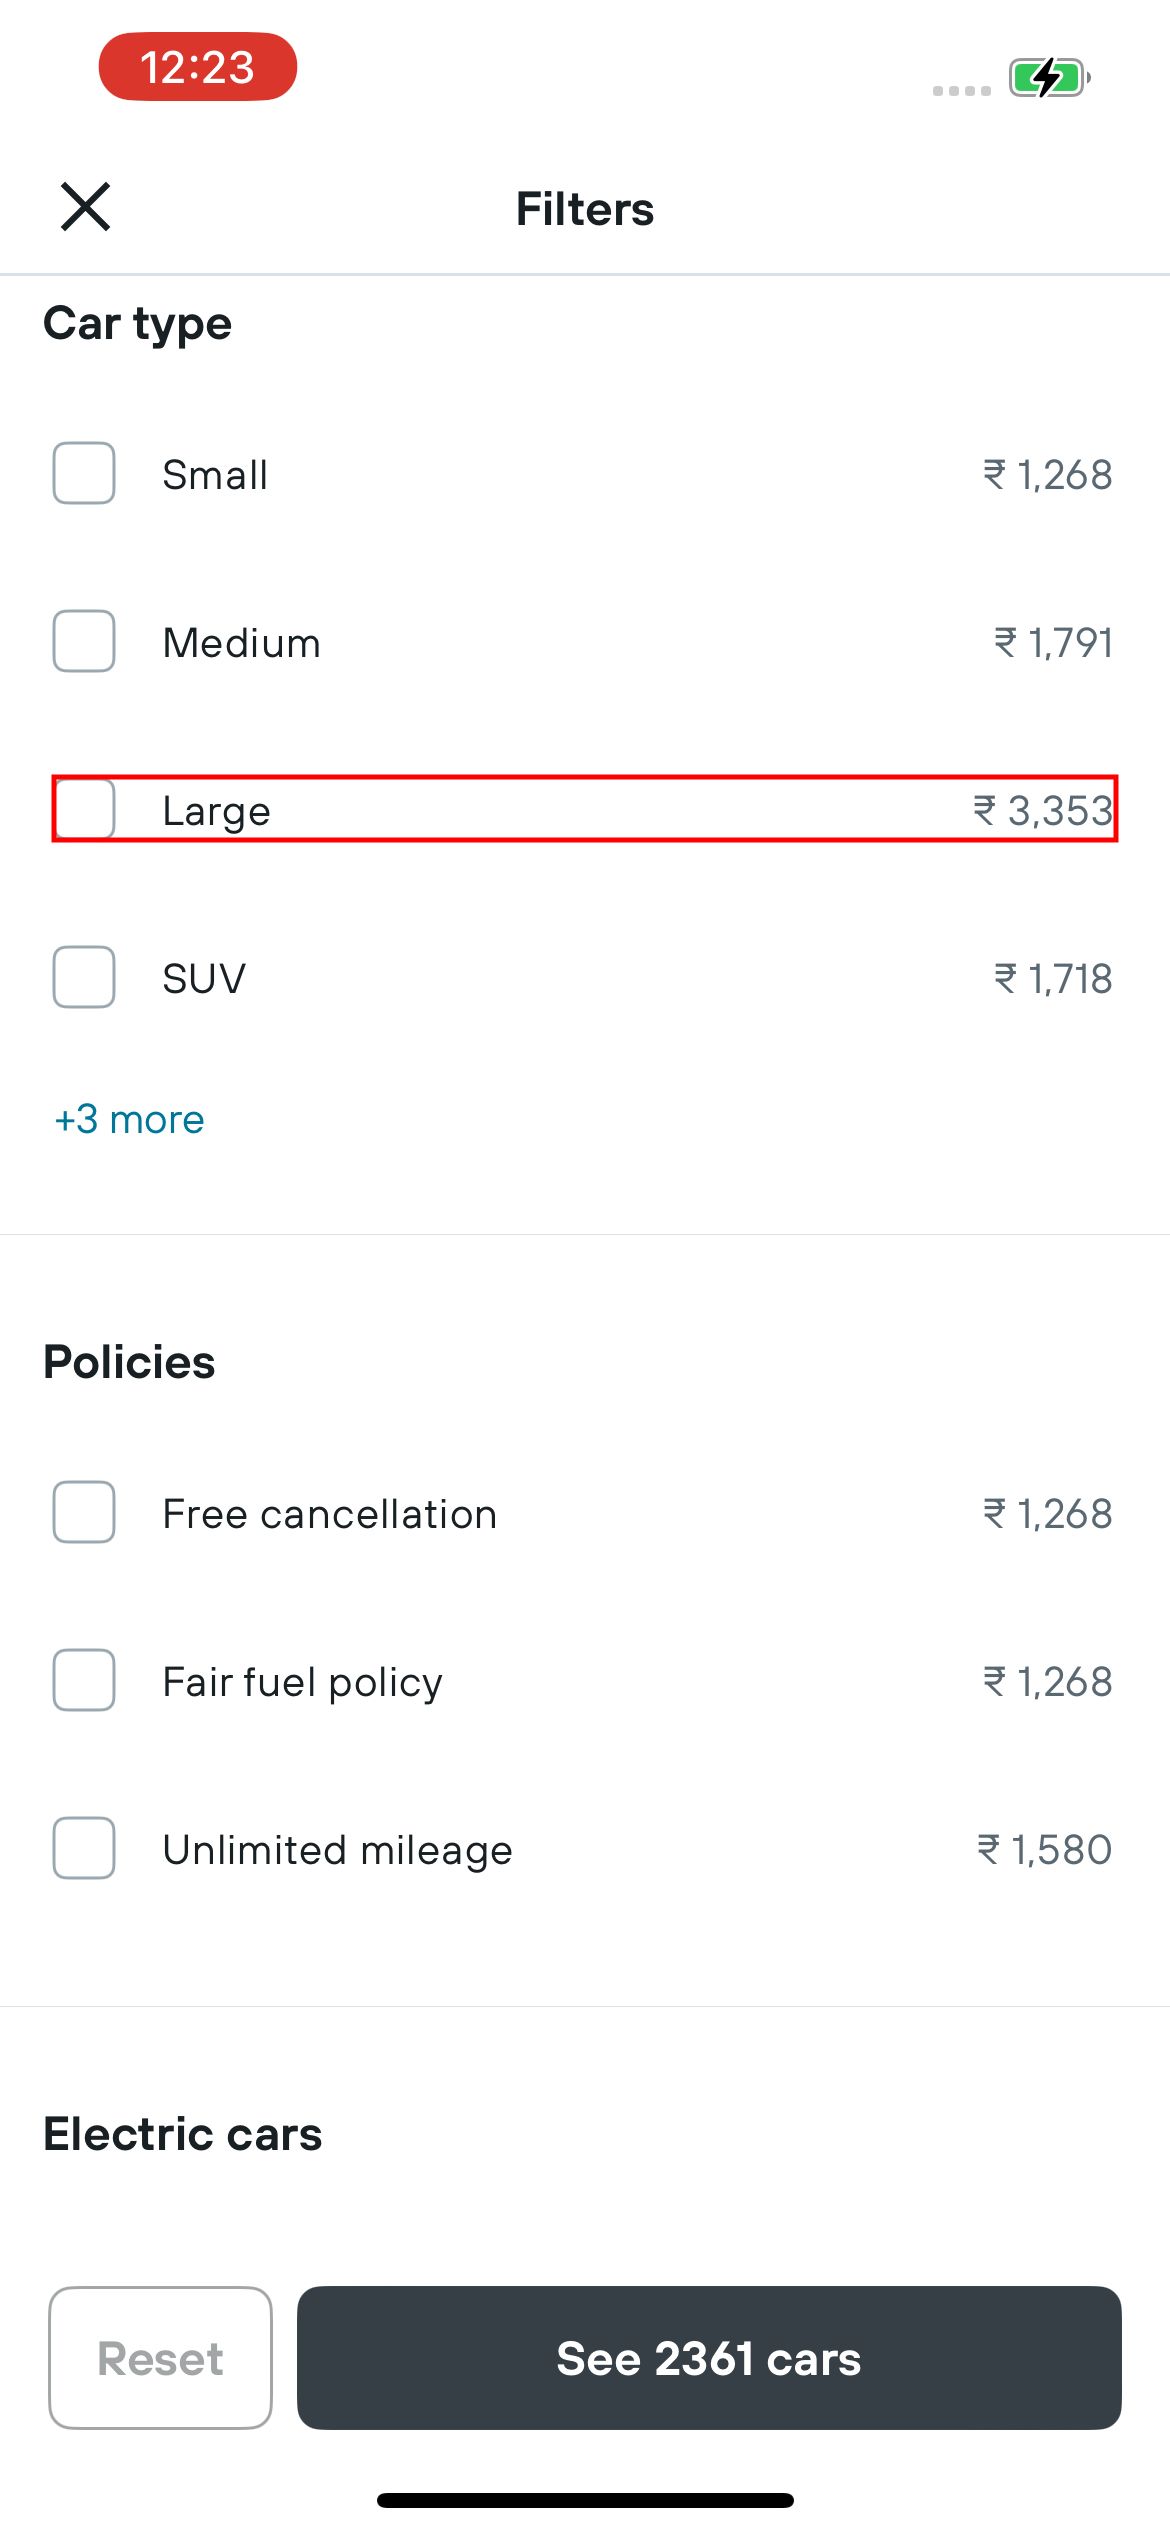 12:23
Filters
Car type
Small ₹ 1,268
Medium ₹ 1,791
Large ₹ 3,353
SUV ₹ 1,718
+3 more
Policies
Free cancellation ₹ 1,268
Fair fuel policy ₹ 1,268
Unlimited mileage ₹ 1,580
Electric cars
Reset See 2361 cars